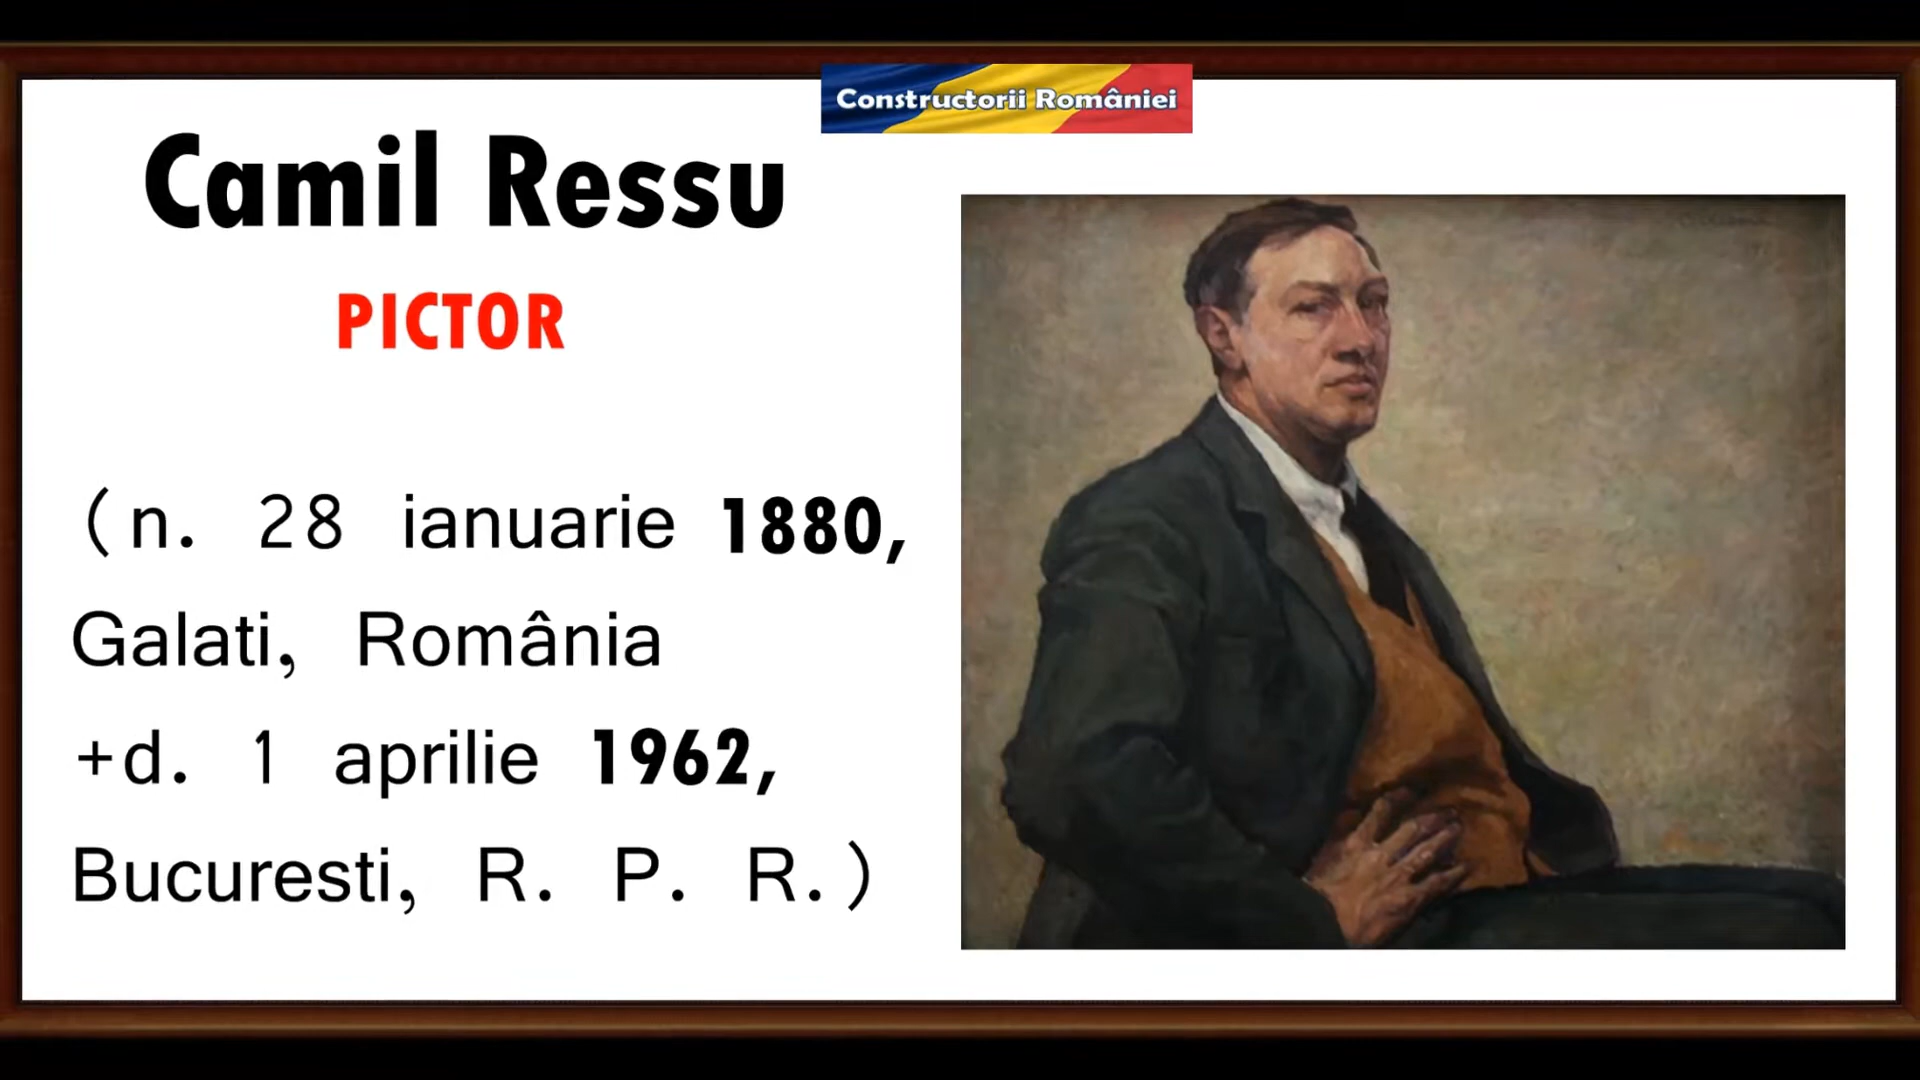 Constructorii României
Camil Ressu
PICTOR
(n. 28 ianuarie 1880,
Galati, România
+d. 1 aprilie 1962,
Bucuresti, R. P. R.)